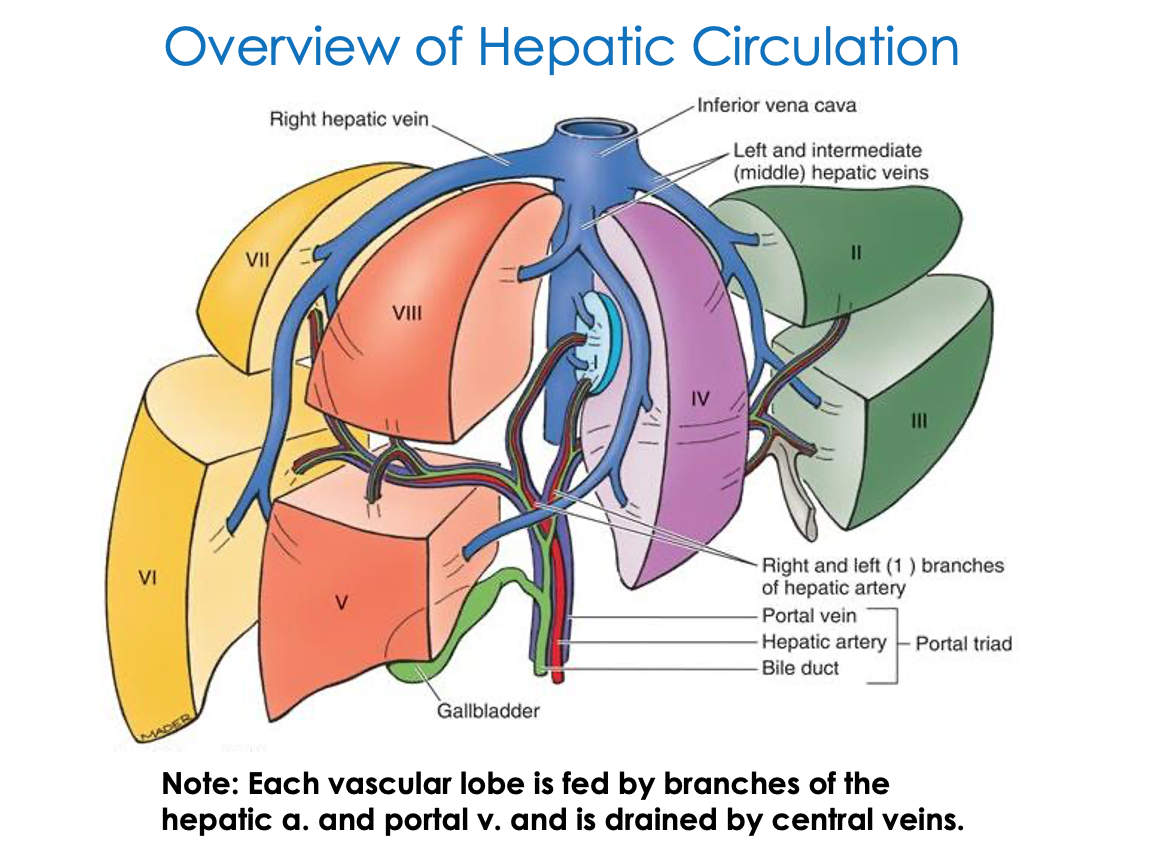 Overview of Hepatic Circulation
Inferior vena cava
Right hepatic vein
Left and intermediate
(middle) hepatic veins
VII
II
VIII
IV
III
VI
V
Right and left (1 ) branches
of hepatic artery
Portal vein
Hepatic artery
Portal triad
Bile duct
Gallbladder
MADER
Note: Each vascular lobe is fed by branches of the
hepatic a. and portal v. and is drained by central veins.